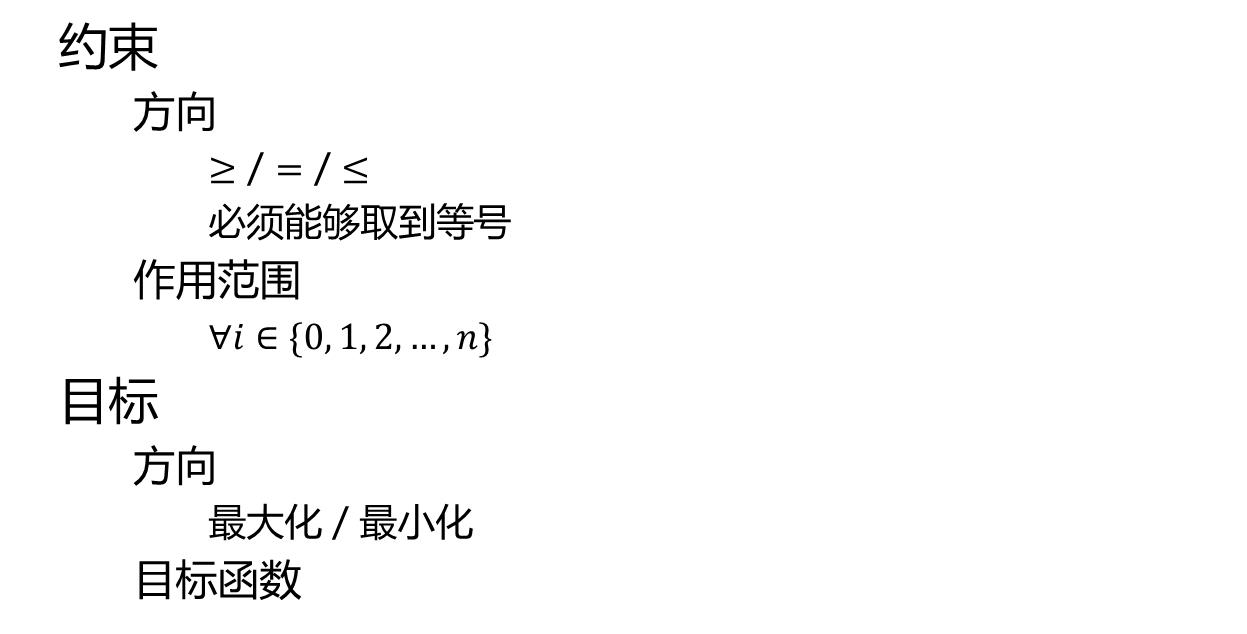 约束
方向
≥ / = / ≤
必须能够取到等号
作用范围
∀i ∈ {0, 1, 2, … , n}
目标
方向
最大化 / 最小化
目标函数